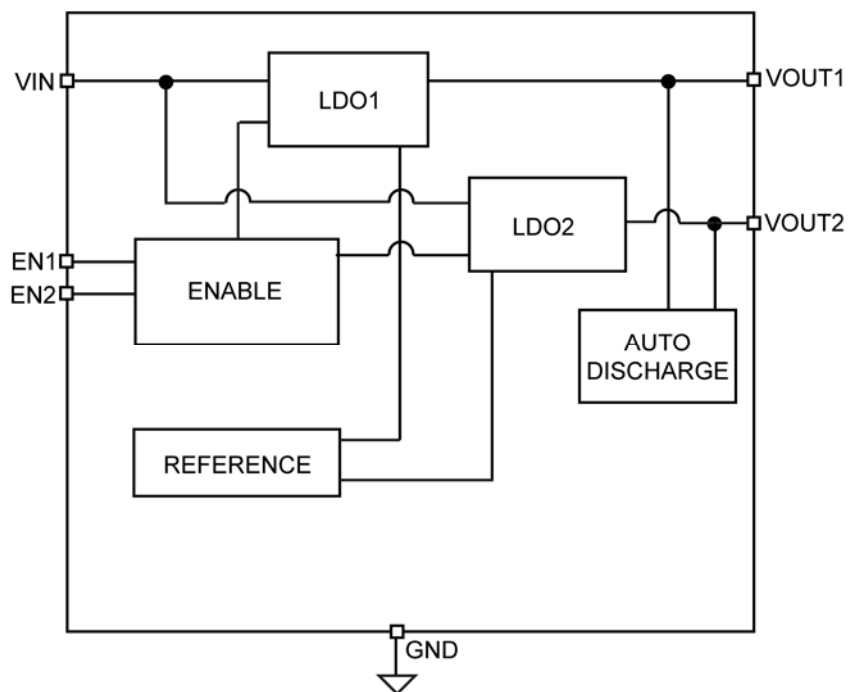 VIN
LDO1
VOUT1
LDO2
VOUT2
EN1
EN2
ENABLE
AUTO
DISCHARGE
REFERENCE
GND